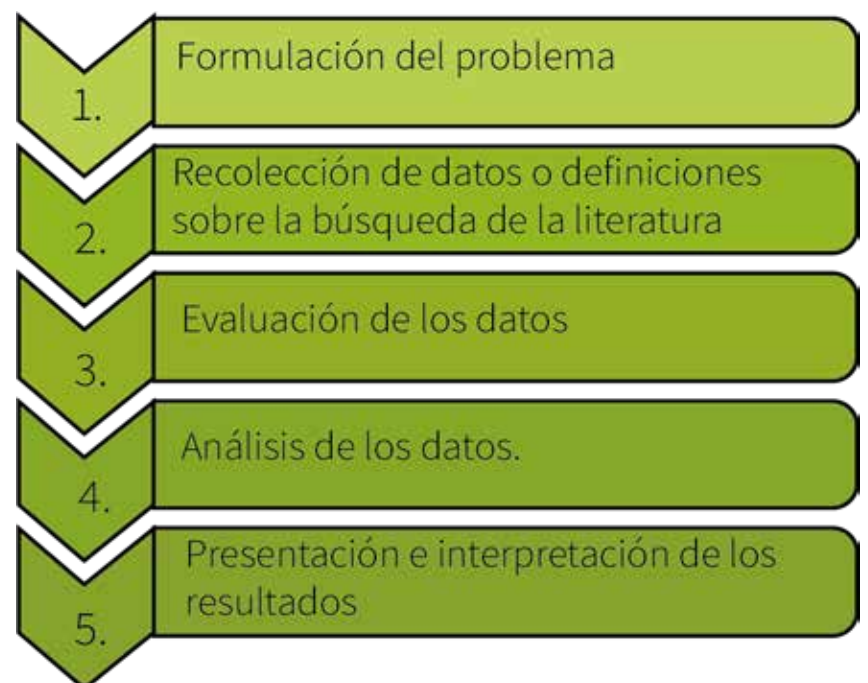 1.
Formulación del problema
2.
Recolección de datos o definiciones
sobre la búsqueda de la literatura
3.
Evaluación de los datos
4.
Análisis de los datos.
5.
Presentación e interpretación de los
resultados